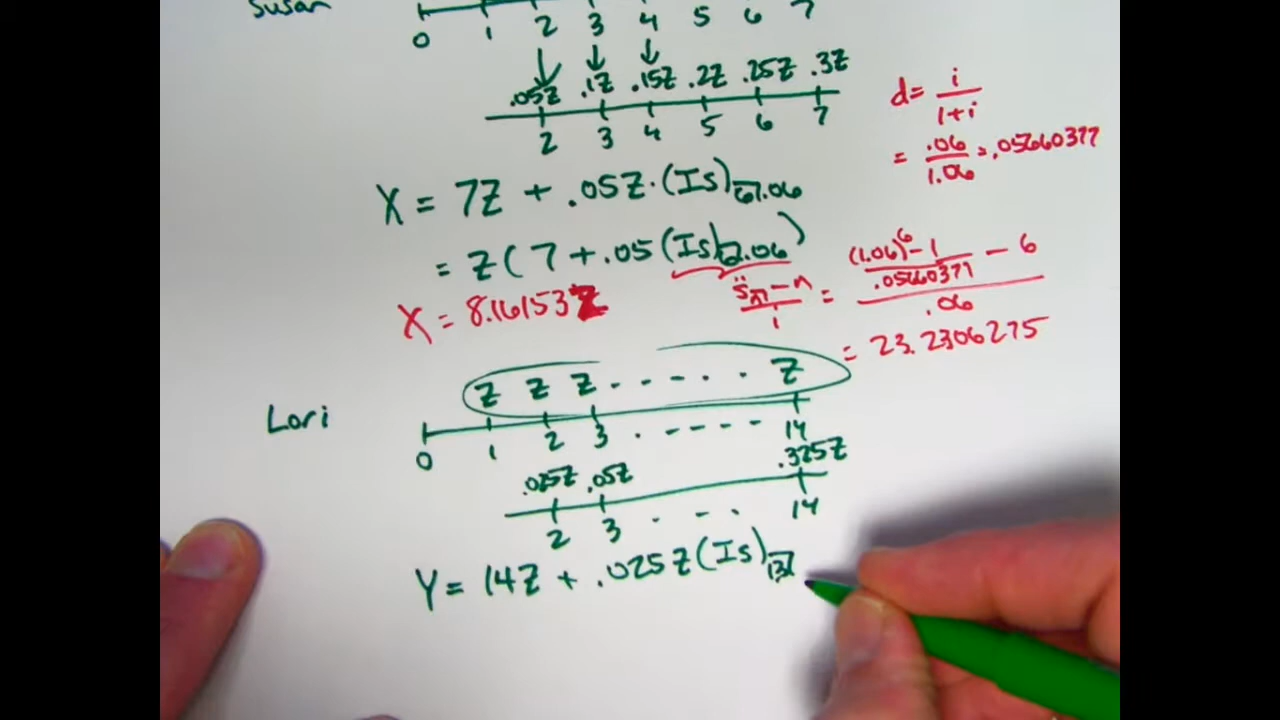 Susan
0 1 2 3 4 5 6 7
.05Z .1Z .15Z .2Z .25Z .3Z
2 3 4 5 6 7
d = i/(1+i)
= .06/1.06 = .05660377
X = 7Z + .05Z·(Is)6⌉.06
= Z(7 + .05(Is)6⌉.06)
(s̈n⌉ - n)/i = (((1.06)^6 - 1)/.05660377 - 6)/.06
= 23.2306275
X = 8.16153Z
Z Z Z ------ Z
Lori
0 1 2 3 . ---- 14
.025Z .05Z .325Z
2 3 . - - . 14
Y = 14Z + .025Z(Is)13⌉